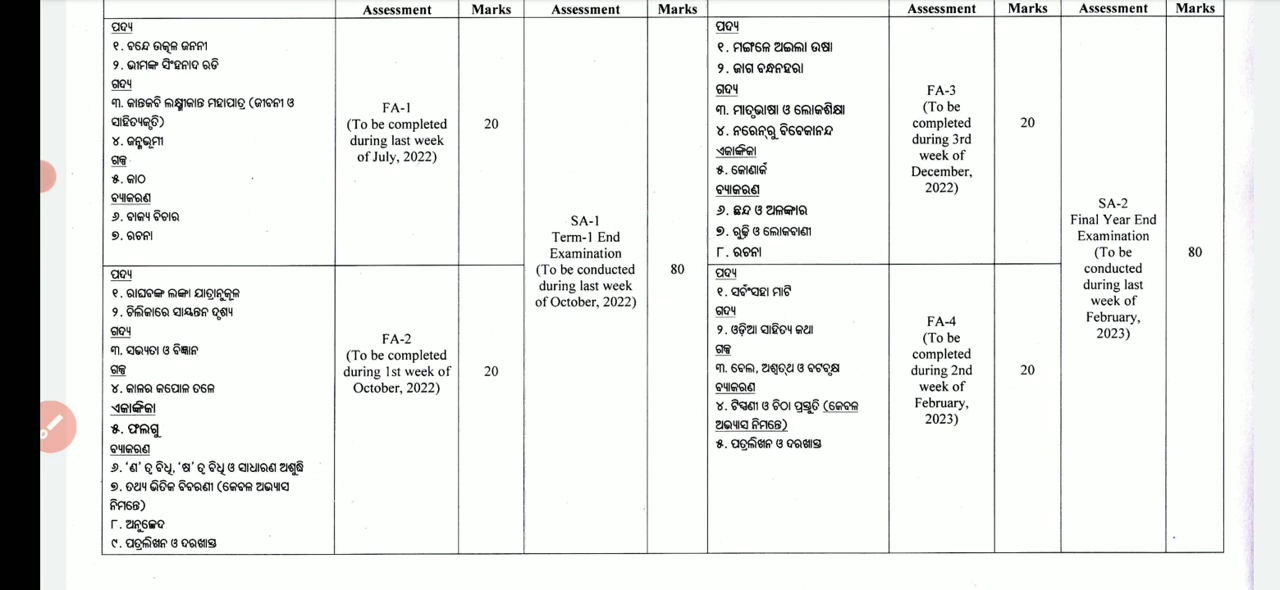 Assessment Marks Assessment Marks Assessment Marks Assessment Marks
ପଦ୍ୟ
୧. ବନ୍ଦେ ଉତ୍କଳ ଜନନୀ
୨. ଭୀମଙ୍କ ସିଂହନାଦ ରଡି
ଗଦ୍ୟ
୩. କାନ୍ତକବି ଲକ୍ଷ୍ମୀକାନ୍ତ ମହାପାତ୍ର (ଜୀବନୀ ଓ
ସାହିତ୍ୟକୃତି)
୪. ଜନ୍ମଭୂମି
ଗଳ୍ପ
୫. କାଠ
ବ୍ୟାକରଣ
୬. ବାକ୍ୟ ବିଚାର
୭. ରଚନା
FA-1
(To be completed
during last week
of July, 2022)
20
ପଦ୍ୟ
୧. ରାଘବଙ୍କ ଲଙ୍କା ଯାତ୍ରାନୁକୂଳ
୨. ଚିଲିକାରେ ସାୟନ୍ତନ ଦୃଶ୍ୟ
ଗଦ୍ୟ
୩. ସଭ୍ୟତା ଓ ବିଜ୍ଞାନ
ଗଳ୍ପ
୪. କାଳର କପୋଳ ତଳେ
ଏକାଙ୍କିକା
୫. ଫଲଗୁ
ବ୍ୟାକରଣ
୬. 'ଣ' ତ୍ୱ ବିଧି, 'ଷ' ତ୍ୱ ବିଧି ଓ ସାଧାରଣ ଅଶୁଦ୍ଧି
୭. ତଥ୍ୟ ଭିତିକ ବିବରଣୀ (କେବଳ ଅଭ୍ୟାସ
ନିମନ୍ତେ)
୮. ଅନୁଚ୍ଛେଦ
୯. ପତ୍ରଲିଖନ ଓ ଦରଖାସ୍ତ
FA-2
(To be completed
during 1st week of
October, 2022)
20
SA-1
Term-1 End
Examination
(To be conducted
during last week
of October, 2022)
80
ପଦ୍ୟ
୧. ମଙ୍ଗଳେ ଅଇଲା ଉଷା
୨. ଜାଗ ବନ୍ଧନହରା
ଗଦ୍ୟ
୩. ମାତୃଭାଷା ଓ ଲୋକଶିକ୍ଷା
୪. ନରେନ୍‌ରୁ ବିବେକାନନ୍ଦ
ଏକାଙ୍କିକା
୫. କୋଣାର୍କ
ବ୍ୟାକରଣ
୬. ଛନ୍ଦ ଓ ଅଳଙ୍କାର
୭. ରୁଢ଼ି ଓ ଲୋକବାଣୀ
୮. ରଚନା
FA-3
(To be
completed
during 3rd
week of
December,
2022)
20
ପଦ୍ୟ
୧. ସର୍ବଂସହା ମାଟି
ଗଦ୍ୟ
୨. ଓଡ଼ିଆ ସାହିତ୍ୟ କଥା
ଗଳ୍ପ
୩. ବେଲ, ଅଶ୍ୱତ୍‌ଥ ଓ ବଟବୃକ୍ଷ
ବ୍ୟାକରଣ
୪. ଟିପ୍ପଣୀ ଓ ଚିଠା ପ୍ରସ୍ତୁତି (କେବଳ
ଅଭ୍ୟାସ ନିମନ୍ତେ)
୫. ପତ୍ରଲିଖନ ଓ ଦରଖାସ୍ତ
FA-4
(To be
completed
during 2nd
week of
February,
2023)
20
SA-2
Final Year End
Examination
(To be
conducted
during last
week of
February,
2023)
80